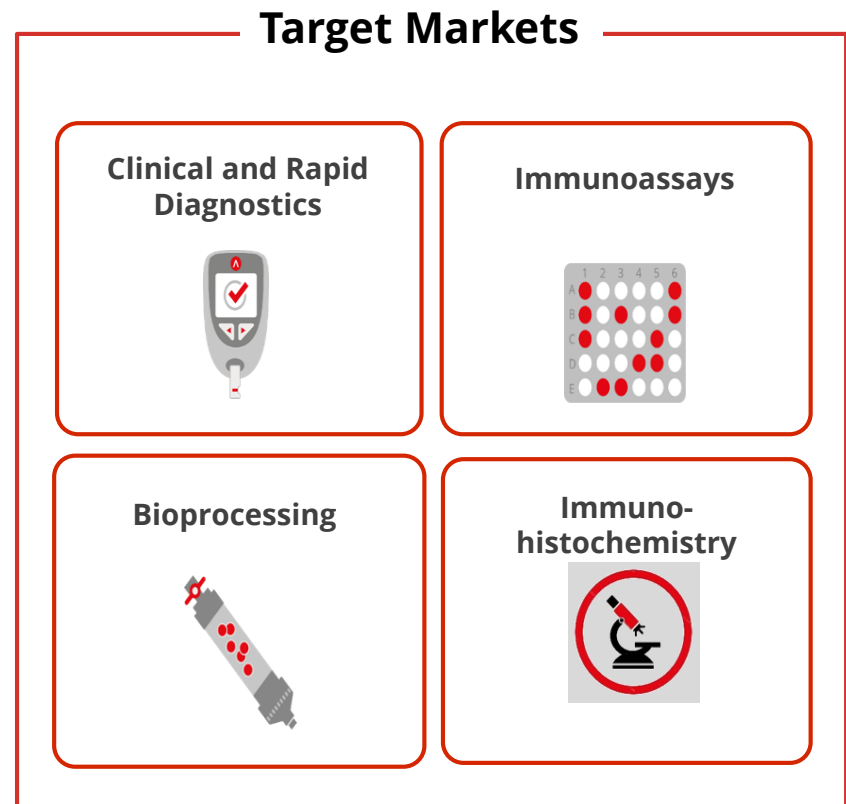 Target Markets
Clinical and Rapid
Diagnostics
Immunoassays
1 2 3 4 5 6
A
B
C
D
E
Bioprocessing
Immuno-
histochemistry